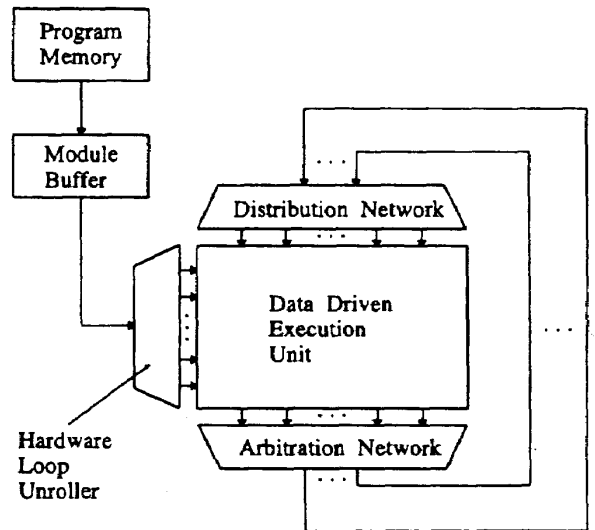 Program
Memory
Module
Buffer
Distribution Network
Data Driven
Execution
Unit
Hardware
Loop
Unroller
Arbitration Network